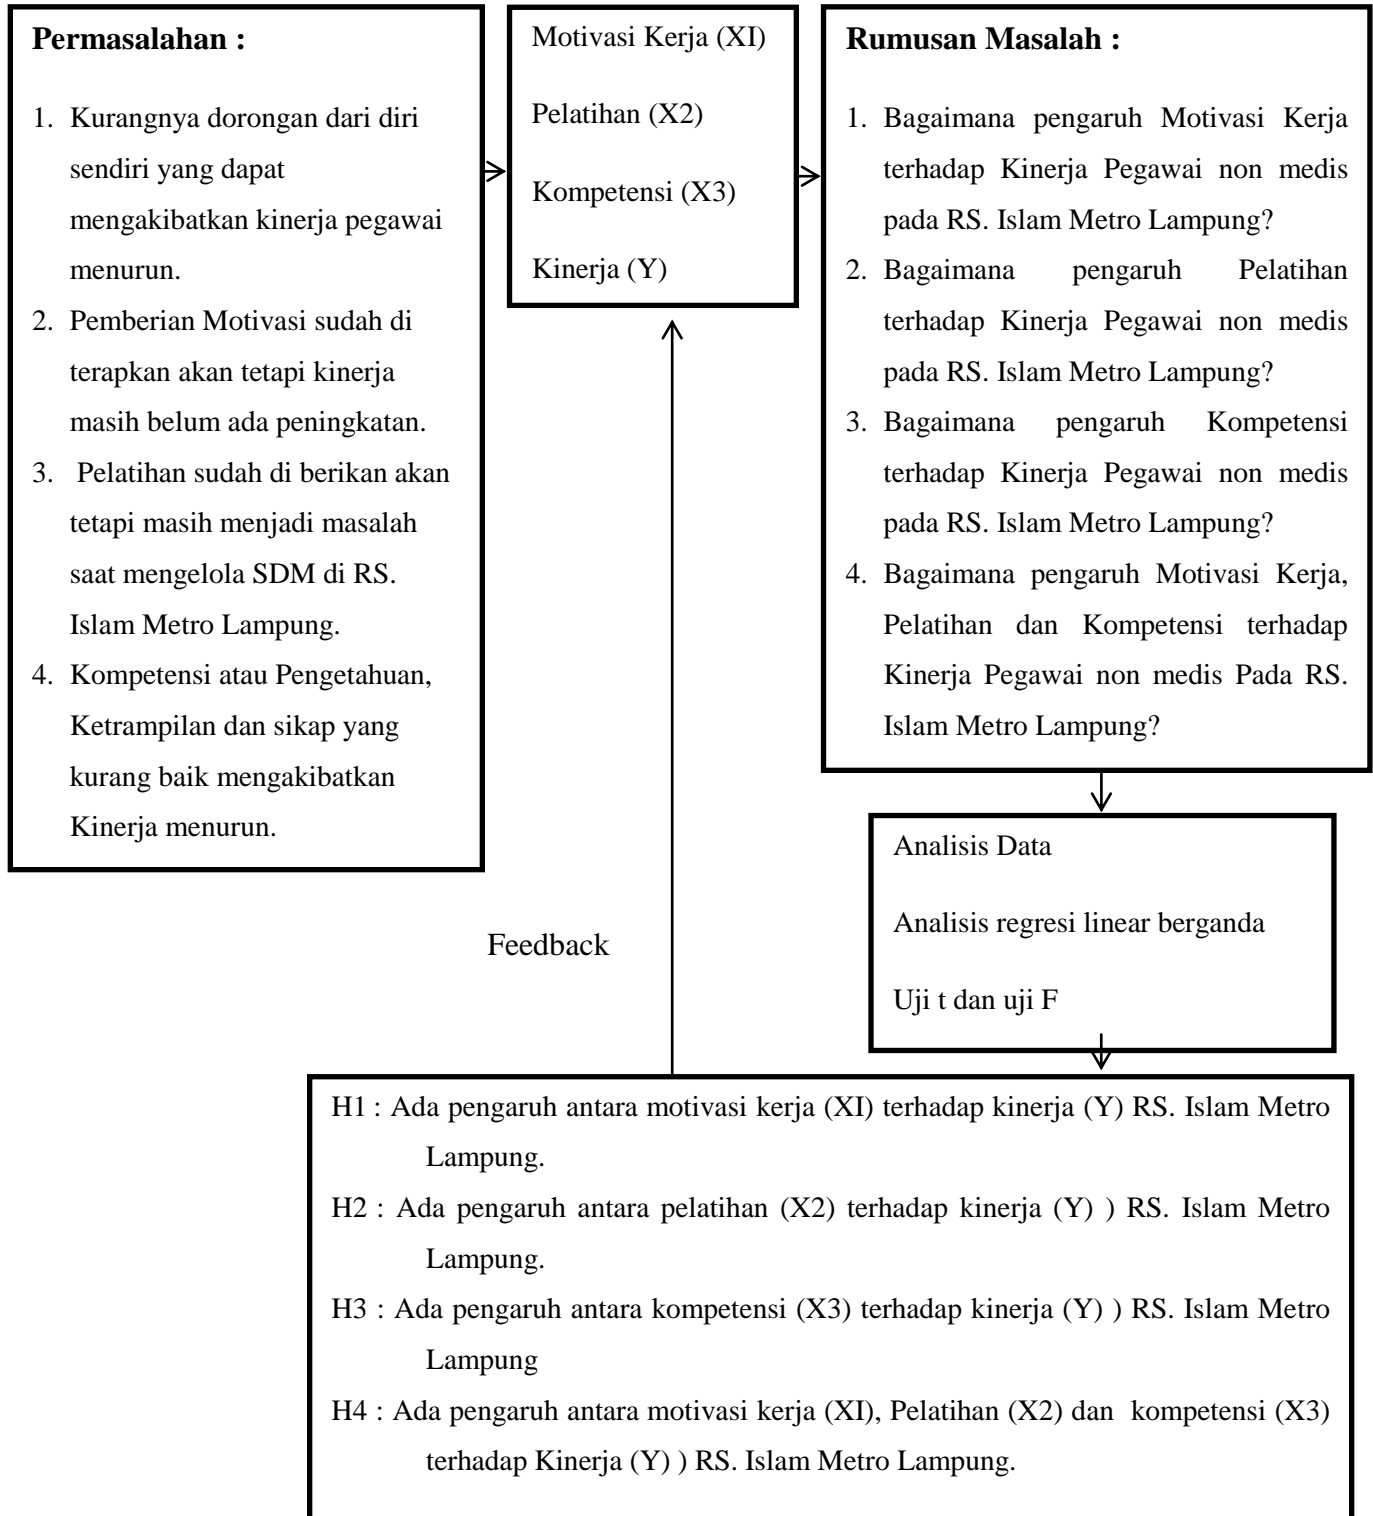 Permasalahan :
1. Kurangnya dorongan dari diri
sendiri yang dapat
mengakibatkan kinerja pegawai
menurun.
2. Pemberian Motivasi sudah di
terapkan akan tetapi kinerja
masih belum ada peningkatan.
3. Pelatihan sudah di berikan akan
tetapi masih menjadi masalah
saat mengelola SDM di RS.
Islam Metro Lampung.
4. Kompetensi atau Pengetahuan,
Ketrampilan dan sikap yang
kurang baik mengakibatkan
Kinerja menurun.
Motivasi Kerja (XI)
Pelatihan (X2)
Kompetensi (X3)
Kinerja (Y)
Rumusan Masalah :
1. Bagaimana pengaruh Motivasi Kerja
terhadap Kinerja Pegawai non medis
pada RS. Islam Metro Lampung?
2. Bagaimana pengaruh Pelatihan
terhadap Kinerja Pegawai non medis
pada RS. Islam Metro Lampung?
3. Bagaimana pengaruh Kompetensi
terhadap Kinerja Pegawai non medis
pada RS. Islam Metro Lampung?
4. Bagaimana pengaruh Motivasi Kerja,
Pelatihan dan Kompetensi terhadap
Kinerja Pegawai non medis Pada RS.
Islam Metro Lampung?
Analisis Data
Analisis regresi linear berganda
Uji t dan uji F
Feedback
H1 : Ada pengaruh antara motivasi kerja (XI) terhadap kinerja (Y) RS. Islam Metro
Lampung.
H2 : Ada pengaruh antara pelatihan (X2) terhadap kinerja (Y) ) RS. Islam Metro
Lampung.
H3 : Ada pengaruh antara kompetensi (X3) terhadap kinerja (Y) ) RS. Islam Metro
Lampung
H4 : Ada pengaruh antara motivasi kerja (XI), Pelatihan (X2) dan kompetensi (X3)
terhadap Kinerja (Y) ) RS. Islam Metro Lampung.